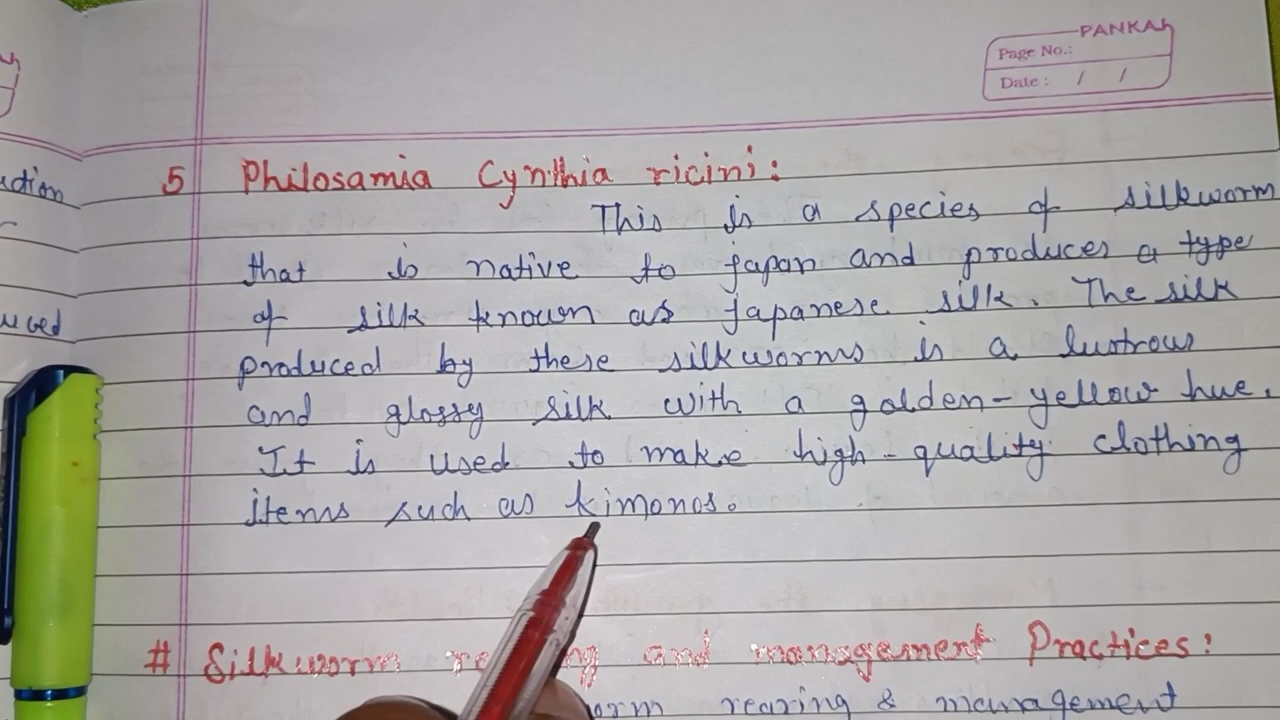 PANKAJ
Page No.:
Date: / /
5 Philosamia Cynthia ricini:
This is a species of silkworm
that is native to Japan and produces a type
of silk known as Japanese silk. The silk
produced by these silkworms is a lustrous
and glossy silk with a golden-yellow hue.
It is used to make high-quality clothing
items such as kimonos.
# Silkworm and management Practices:
rearing & management